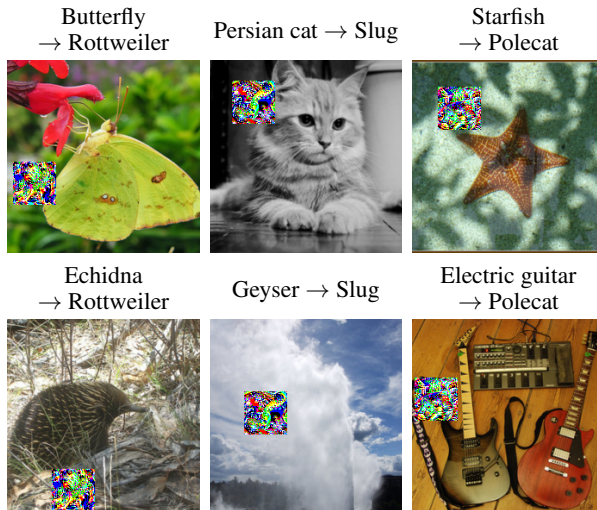 Butterfly
→ Rottweiler
Persian cat → Slug
Starfish
→ Polecat
Echidna
→ Rottweiler
Geyser → Slug
Electric guitar
→ Polecat